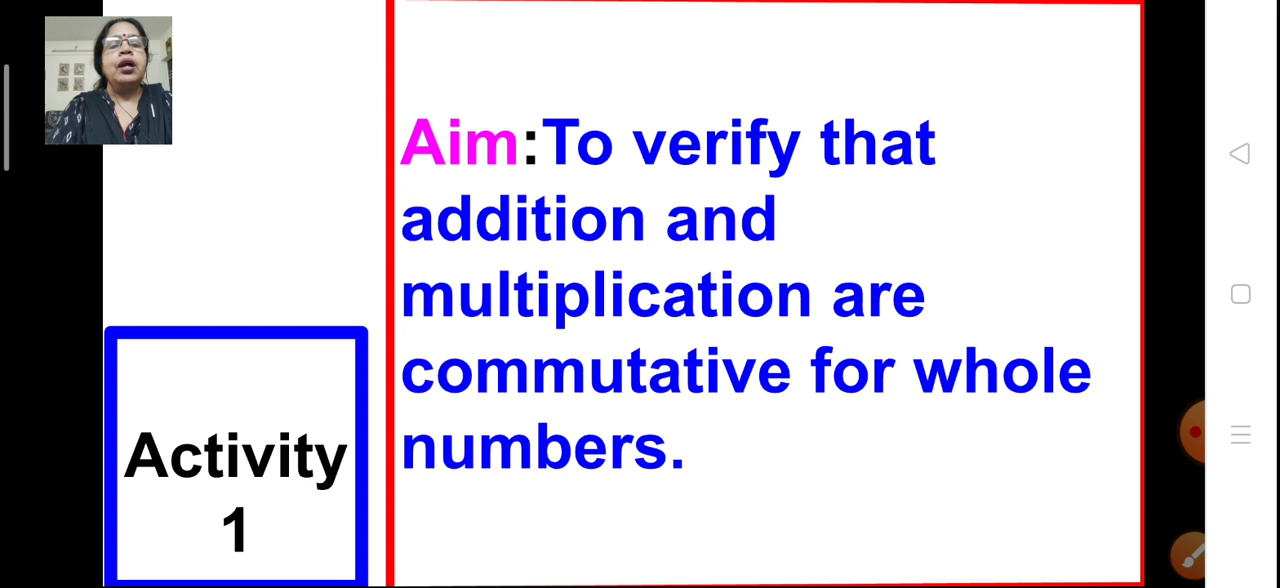 Aim:To verify that
addition and
multiplication are
commutative for whole
numbers.
Activity
1